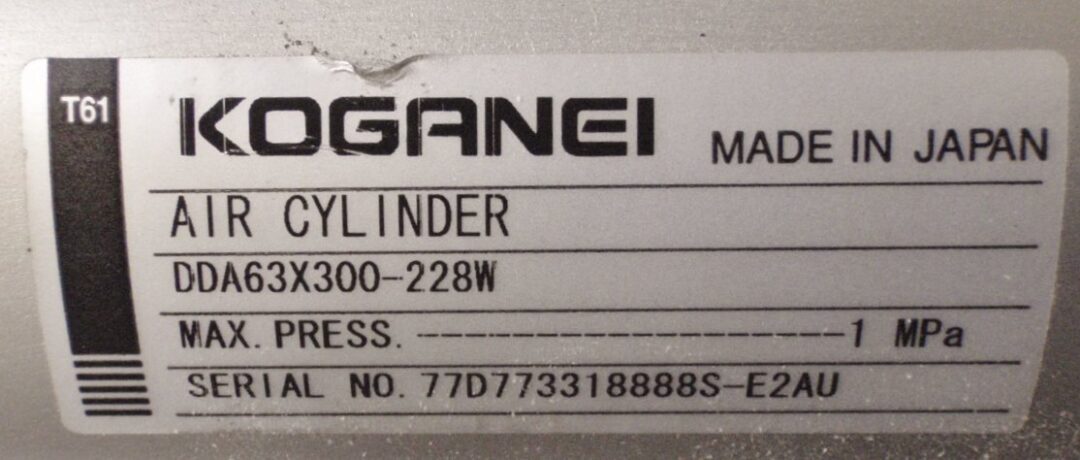 T61
KOGANEI MADE IN JAPAN
AIR CYLINDER
DDA63X300-228W
MAX. PRESS. ---------------------1 MPa
SERIAL NO. 77D773318888S-E2AU